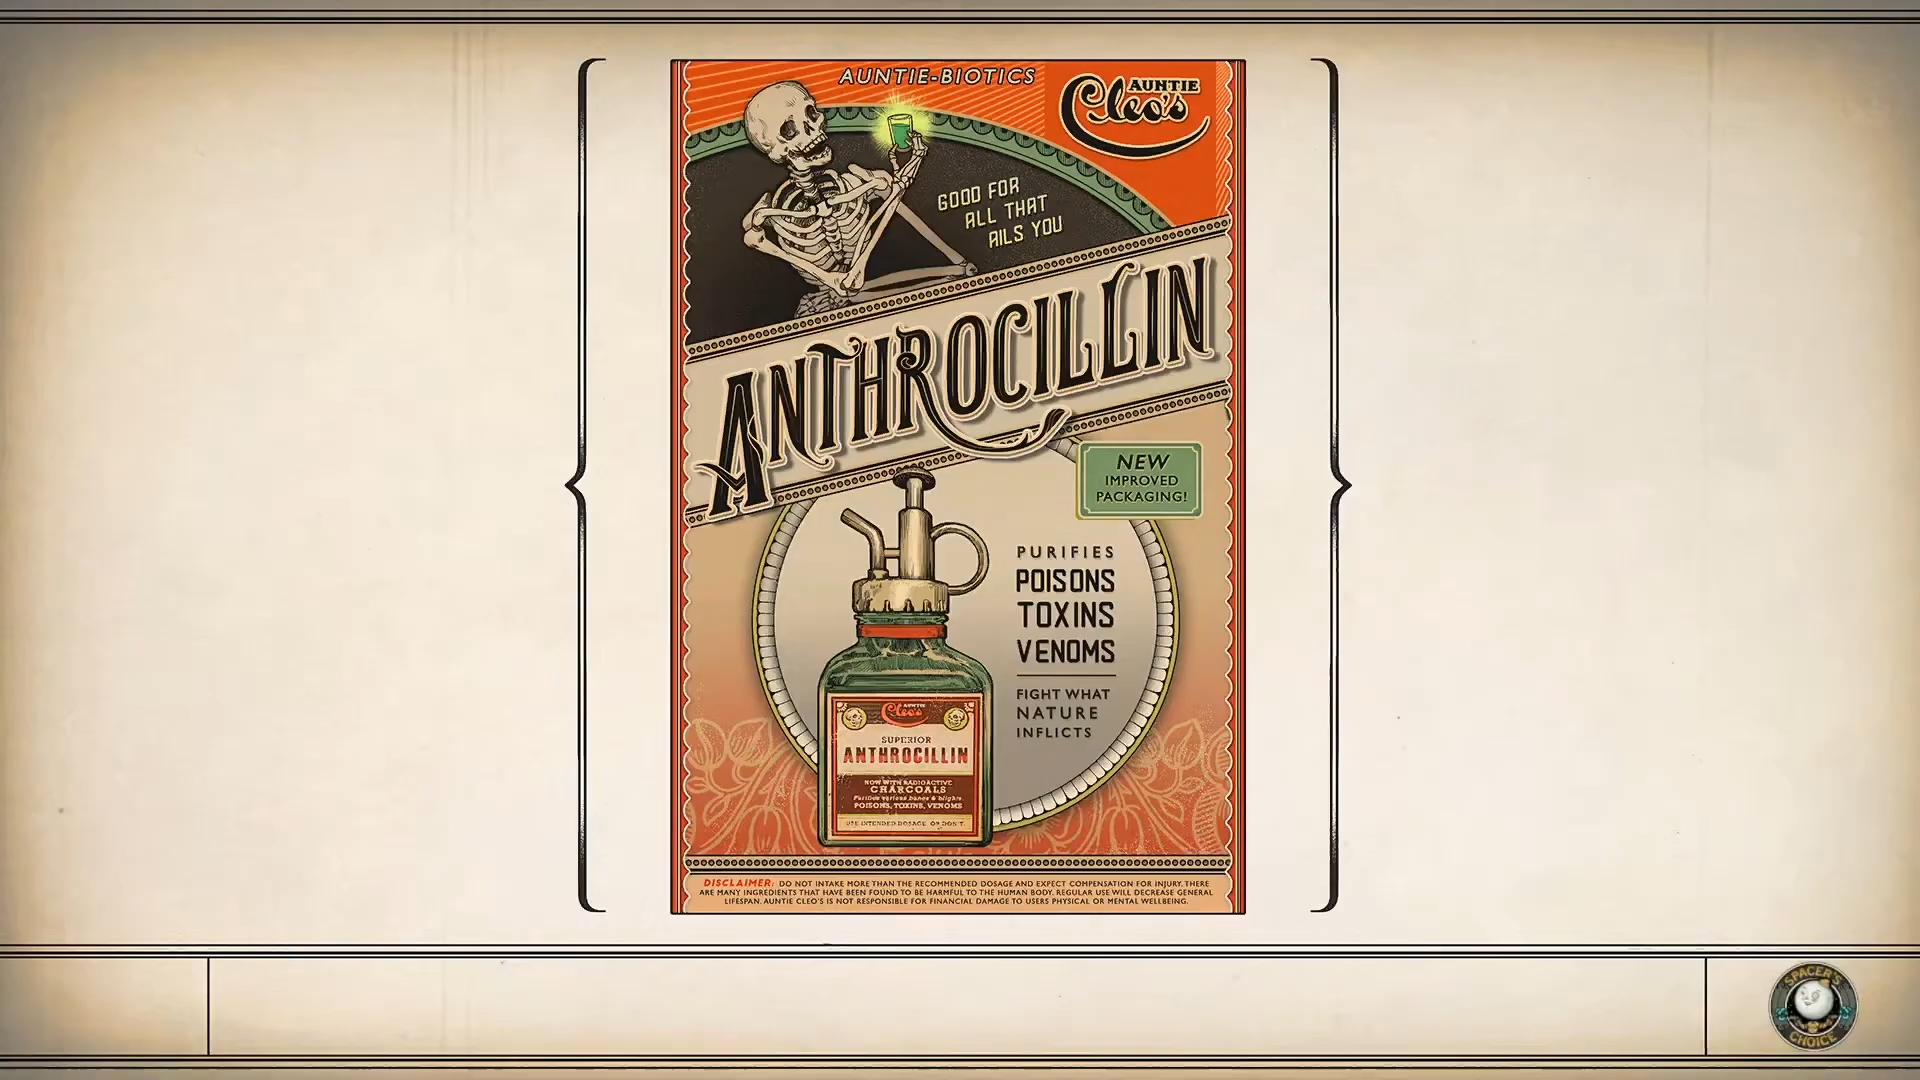 AUNTIE-BIOTICS
AUNTIE
Cleo's
GOOD FOR
ALL THAT
AILS YOU
ANTHROCILLIN
NEW
IMPROVED
PACKAGING!
PURIFIES
POISONS
TOXINS
VENOMS
FIGHT WHAT
NATURE
INFLICTS
AUNTIE
Cleo's
SUPERIOR
ANTHROCILLIN
NOW WITH RADIOACTIVE
CHARCOALS
Purifies various banes & blights
POISONS, TOXINS, VENOMS
USE INTENDED DOSAGE. OR DON'T.
DISCLAIMER: DO NOT INTAKE MORE THAN THE RECOMMENDED DOSAGE AND EXPECT COMPENSATION FOR INJURY. THERE
ARE MANY INGREDIENTS THAT HAVE BEEN FOUND TO BE HARMFUL TO THE HUMAN BODY. REGULAR USE WILL DECREASE GENERAL
LIFESPAN. AUNTIE CLEO'S IS NOT RESPONSIBLE FOR FINANCIAL DAMAGE TO USERS PHYSICAL OR MENTAL WELLBEING.
SPACER'S
CHOICE